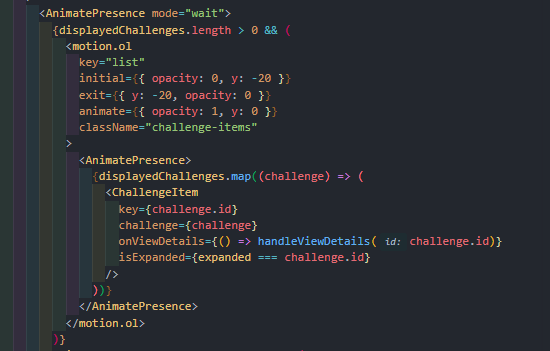 <AnimatePresence mode="wait">
{displayedChallenges.length > 0 && (
<motion.ol
key="list"
initial={{ opacity: 0, y: -20 }}
exit={{ y: -20, opacity: 0 }}
animate={{ opacity: 1, y: 0 }}
className="challenge-items"
>
<AnimatePresence>
{displayedChallenges.map((challenge) => (
<ChallengeItem
key={challenge.id}
challenge={challenge}
onViewDetails={() => handleViewDetails( id: challenge.id)}
isExpanded={expanded === challenge.id}
/>
))}
</AnimatePresence>
</motion.ol>
)}